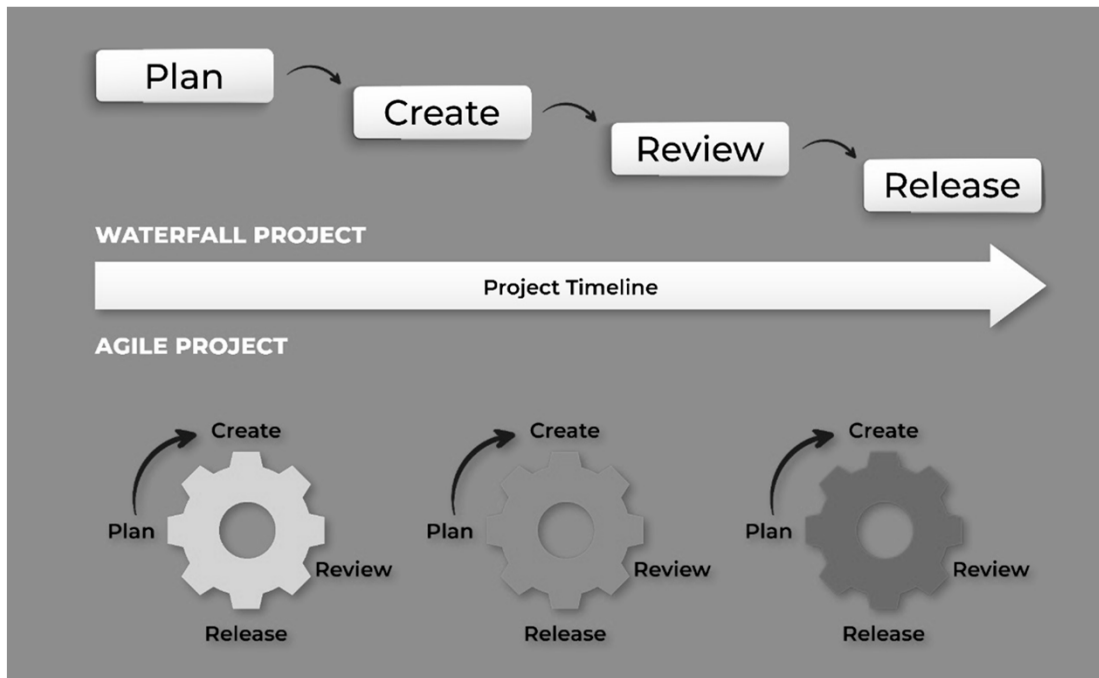 Plan
Create
Review
Release
WATERFALL PROJECT
Project Timeline
AGILE PROJECT
Create
Plan
Review
Release
Create
Plan
Review
Release
Create
Plan
Review
Release